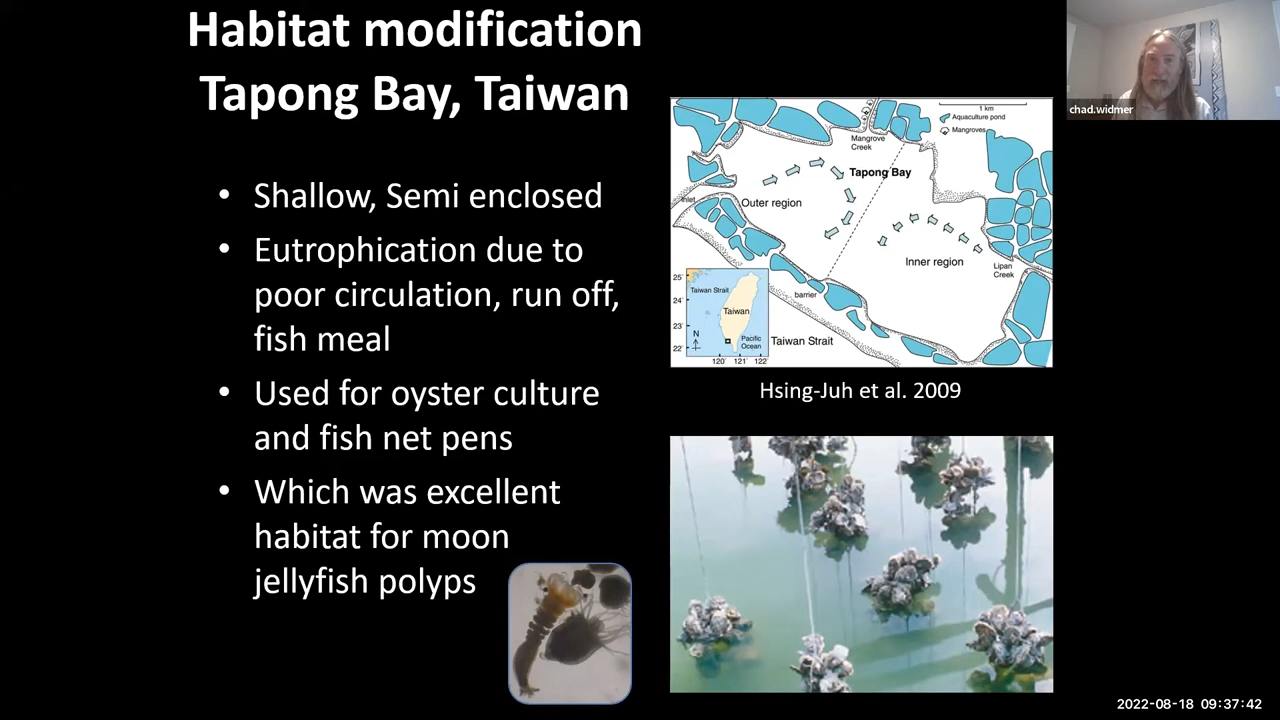 Habitat modification
Tapong Bay, Taiwan
• Shallow, Semi enclosed
• Eutrophication due to
poor circulation, run off,
fish meal
• Used for oyster culture
and fish net pens
• Which was excellent
habitat for moon
jellyfish polyps
1 km
Aquaculture pond
Mangroves
Mangrove
Creek
Tapong Bay
Inlet
Outer region
Inner region
Lipan
Creek
barrier
25°
Taiwan Strait
24°
Taiwan
23°
N
Pacific
Ocean
22°
120° 121° 122°
Taiwan Strait
Hsing-Juh et al. 2009
chad.widmer
2022-08-18 09:37:42